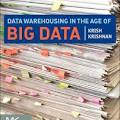 DATA WAREHOUSING IN THE AGE OF
BIG DATA
KRISH
KRISHNAN